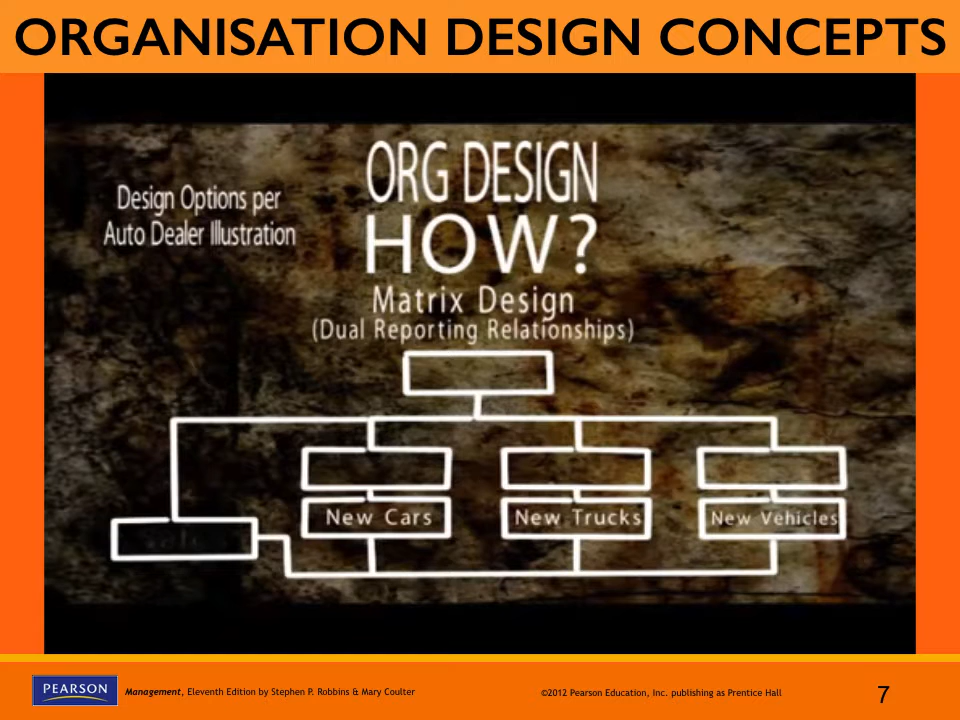 ORGANISATION DESIGN CONCEPTS
Design Options per
Auto Dealer Illustration
ORG DESIGN
HOW?
Matrix Design
(Dual Reporting Relationships)
New Cars
New Trucks
New Vehicles
PEARSON
Management, Eleventh Edition by Stephen P. Robbins & Mary Coulter
©2012 Pearson Education, Inc. publishing as Prentice Hall
7